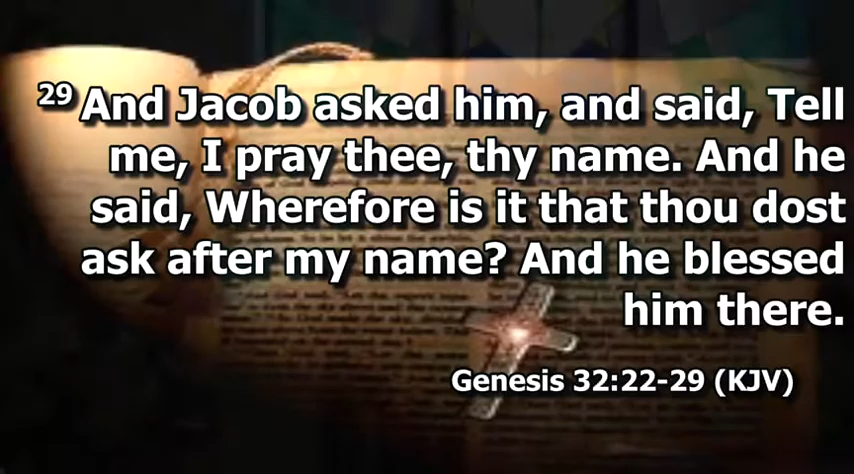 29 And Jacob asked him, and said, Tell
me, I pray thee, thy name. And he
said, Wherefore is it that thou dost
ask after my name? And he blessed
him there.
Genesis 32:22-29 (KJV)